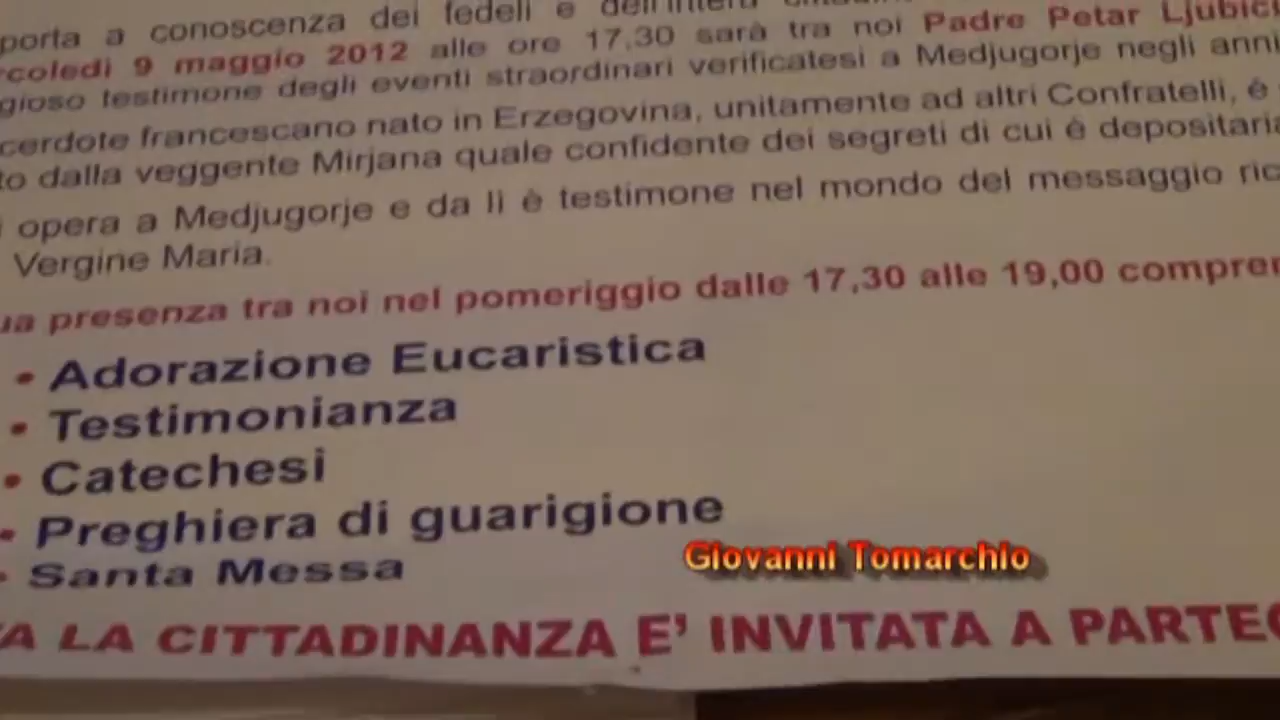 porta a conoscenza dei fedeli e dell'intera
rcoledì 9 maggio 2012 alle ore 17,30 sarà tra noi Padre Petar Ljubic
gioso testimone degli eventi straordinari verificatesi a Medjugorje negli anni
cerdote francescano nato in Erzegovina, unitamente ad altri Confratelli, é
to dalla veggente Mirjana quale confidente dei segreti di cui é depositaria
i opera a Medjugorje e da lì è testimone nel mondo del messaggio ric
Vergine Maria.
ua presenza tra noi nel pomeriggio dalle 17,30 alle 19,00 compre
• Adorazione Eucaristica
• Testimonianza
• Catechesi
• Preghiera di guarigione
Giovanni Tomarchio
• Santa Messa
A LA CITTADINANZA E' INVITATA A PARTE